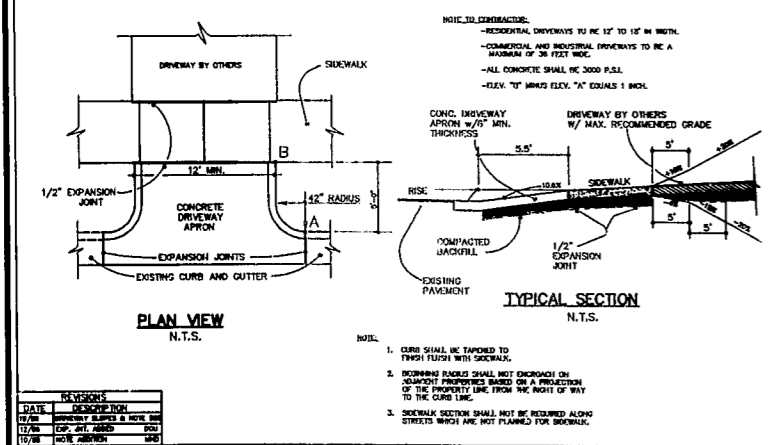 NOTE TO CONTRACTOR:
-RESIDENTIAL DRIVEWAYS TO BE 12' TO 18' IN WIDTH.
-COMMERCIAL AND INDUSTRIAL DRIVEWAYS TO BE A
MAXIMUM OF 36 FEET WIDE.
-ALL CONCRETE SHALL BE 3000 P.S.I.
-ELEV. "B" MINUS ELEV. "A" EQUALS 1 INCH.
DRIVEWAY BY OTHERS
SIDEWALK
B
12' MIN.
1/2" EXPANSION
JOINT
42" RADIUS
5'-0"
CONCRETE
DRIVEWAY
APRON
A
EXPANSION JOINTS
EXISTING CURB AND GUTTER
PLAN VIEW
N.T.S.
CONC. DRIVEWAY
APRON w/6" MIN.
THICKNESS
DRIVEWAY BY OTHERS
W/ MAX. RECOMMENDED GRADE
5.5'
5'
SIDEWALK
RISE
5'
5'
COMPACTED
BACKFILL
1/2"
EXPANSION
JOINT
EXISTING
PAVEMENT
TYPICAL SECTION
N.T.S.
NOTE:
1. CURB SHALL BE TAPERED TO
FINISH FLUSH WITH SIDEWALK.
2. BEGINNING RADIUS SHALL NOT ENCROACH ON
ADJACENT PROPERTIES BASED ON A PROJECTION
OF THE PROPERTY LINE FROM THE RIGHT OF WAY
TO THE CURB LINE.
3. SIDEWALK SECTION SHALL NOT BE REQUIRED ALONG
STREETS WHICH ARE NOT PLANNED FOR SIDEWALK.
REVISIONS
DATE DESCRIPTION
DRIVEWAY SLOPES & NOTE
EXP. JNT. ADDED
NOTE ADDITION